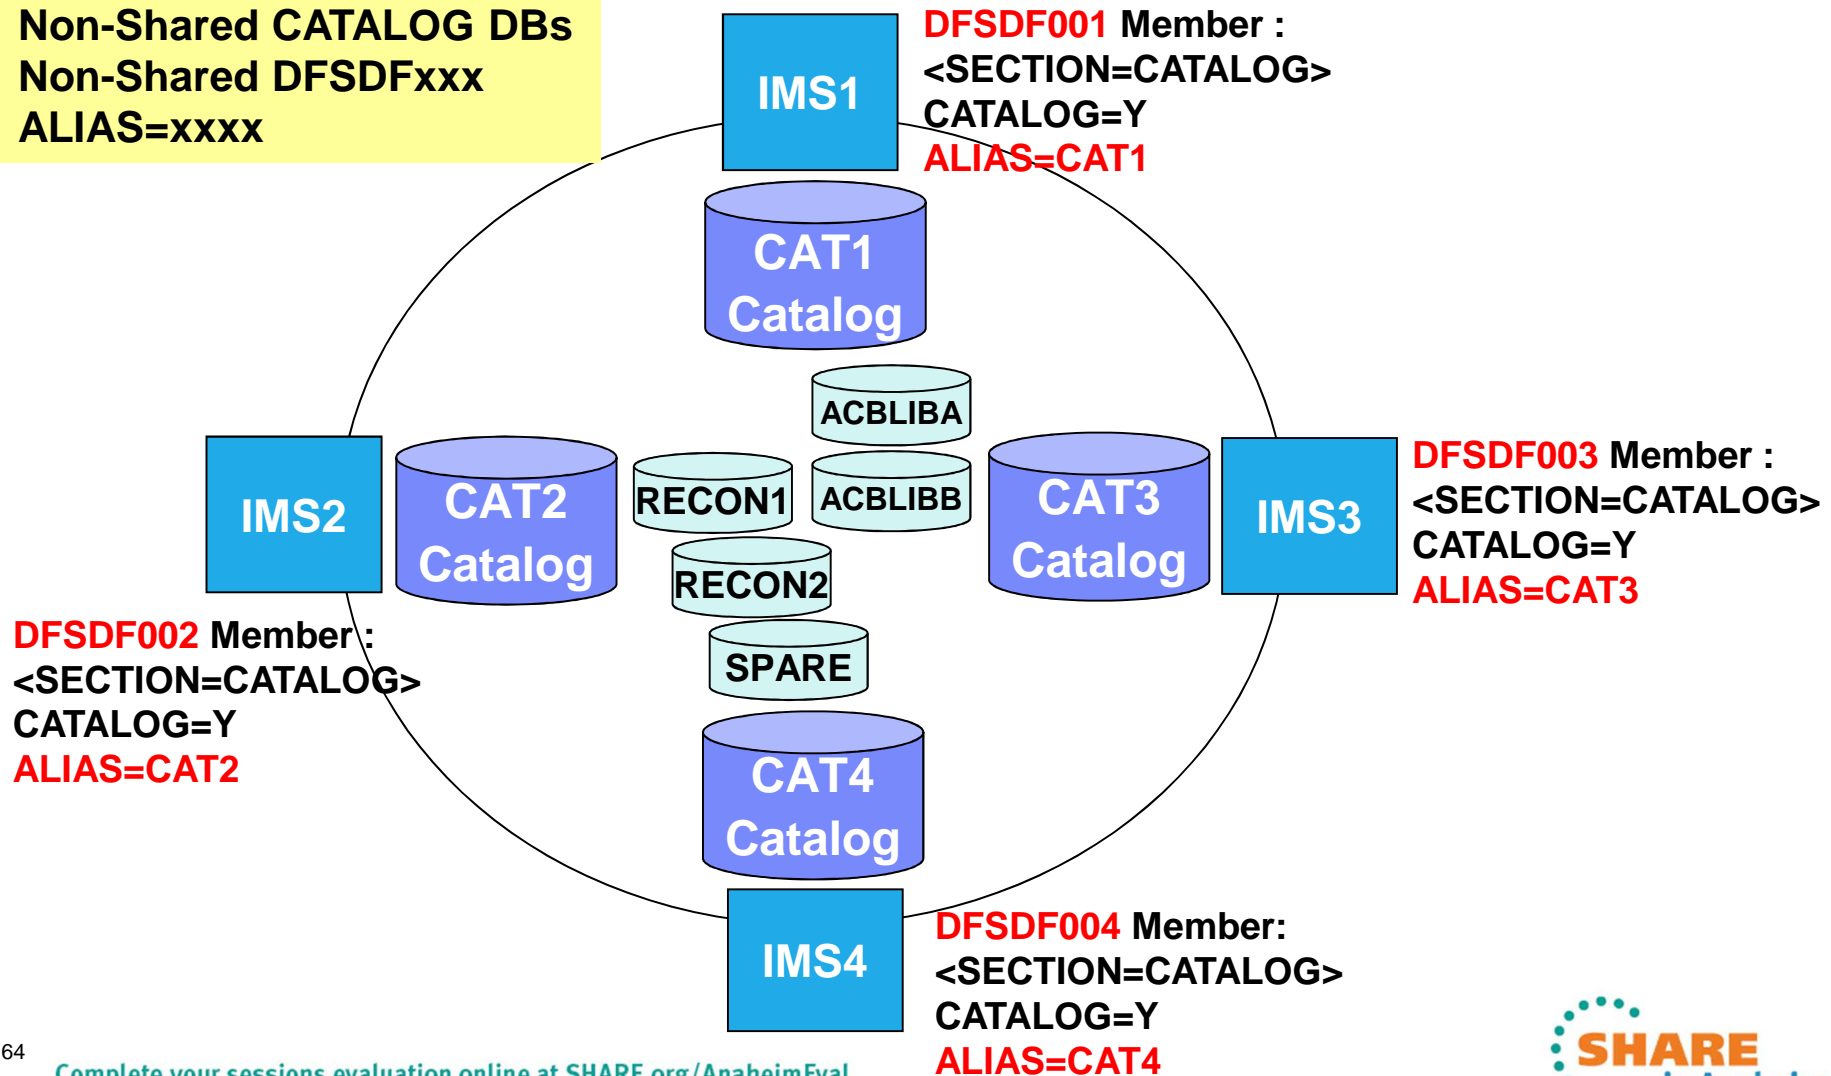 Non-Shared CATALOG DBs
Non-Shared DFSDFxxx
ALIAS=xxxx
IMS1
DFSDF001 Member :
<SECTION=CATALOG>
CATALOG=Y
ALIAS=CAT1
CAT1
Catalog
ACBLIBA
ACBLIBB
IMS2
CAT2
Catalog
RECON1
RECON2
SPARE
CAT3
Catalog
IMS3
DFSDF003 Member :
<SECTION=CATALOG>
CATALOG=Y
ALIAS=CAT3
DFSDF002 Member :
<SECTION=CATALOG>
CATALOG=Y
ALIAS=CAT2
CAT4
Catalog
IMS4
DFSDF004 Member:
<SECTION=CATALOG>
CATALOG=Y
ALIAS=CAT4
64
Complete your sessions evaluation online at SHARE.org/AnaheimEval
SHARE